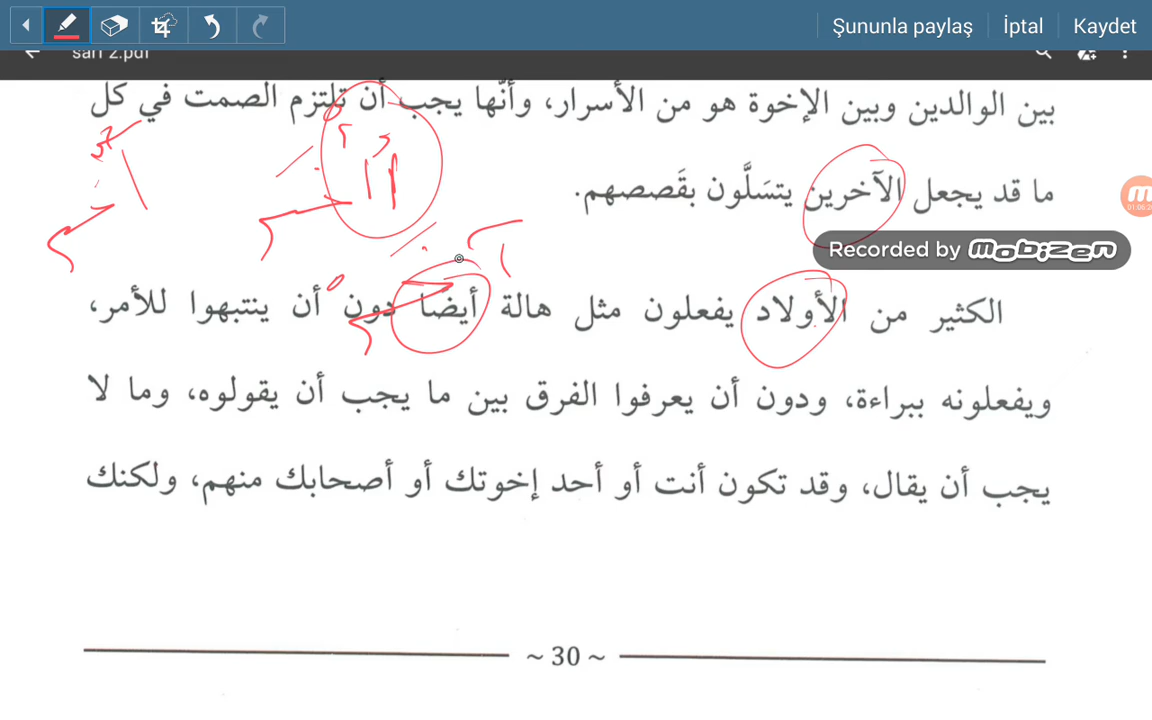 Şununla paylaş İptal Kaydet
sarf 2.pdf
بين الوالدين وبين الإخوة هو من الأسرار، وأنّها يجب أن تلتزم الصمت في كل
ما قد يجعل الآخرين يتسَلَّون بقَصصهم.
Recorded by mobizen
الكثير من الأولاد يفعلون مثل هالة أيضا دون أن ينتبهوا للأمر،
ويفعلونه ببراءة، ودون أن يعرفوا الفرق بين ما يجب أن يقولوه، وما لا
يجب أن يقال، وقد تكون أنت أو أحد إخوتك أو أصحابك منهم، ولكنك
~ 30 ~